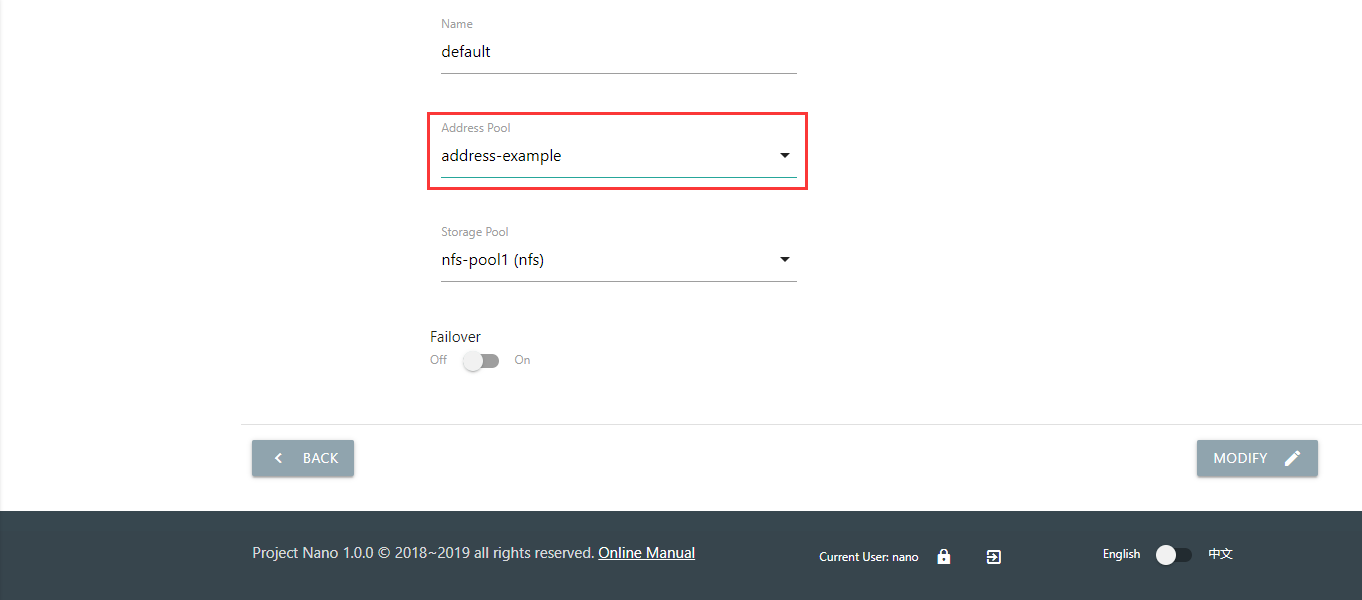 Name
default
Address Pool
address-example
Storage Pool
nfs-pool1 (nfs)
Failover
Off On
BACK
MODIFY
Project Nano 1.0.0 © 2018~2019 all rights reserved. Online Manual
Current User: nano
English 中文